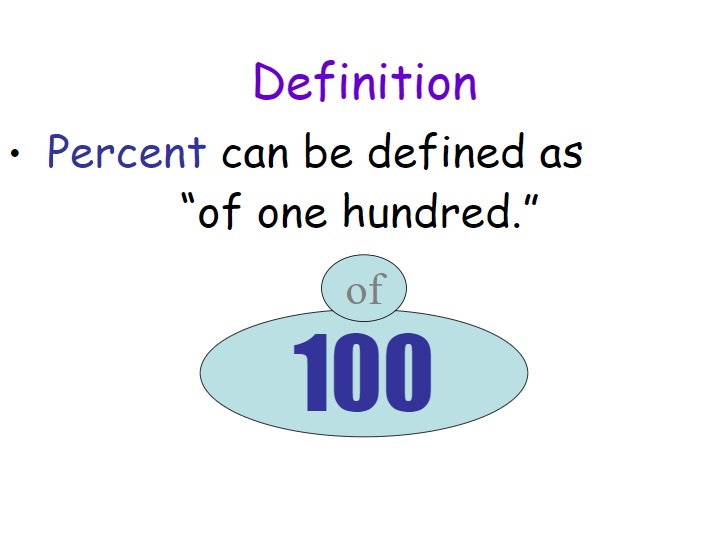 Definition
• Percent can be defined as
“of one hundred.”
of
100